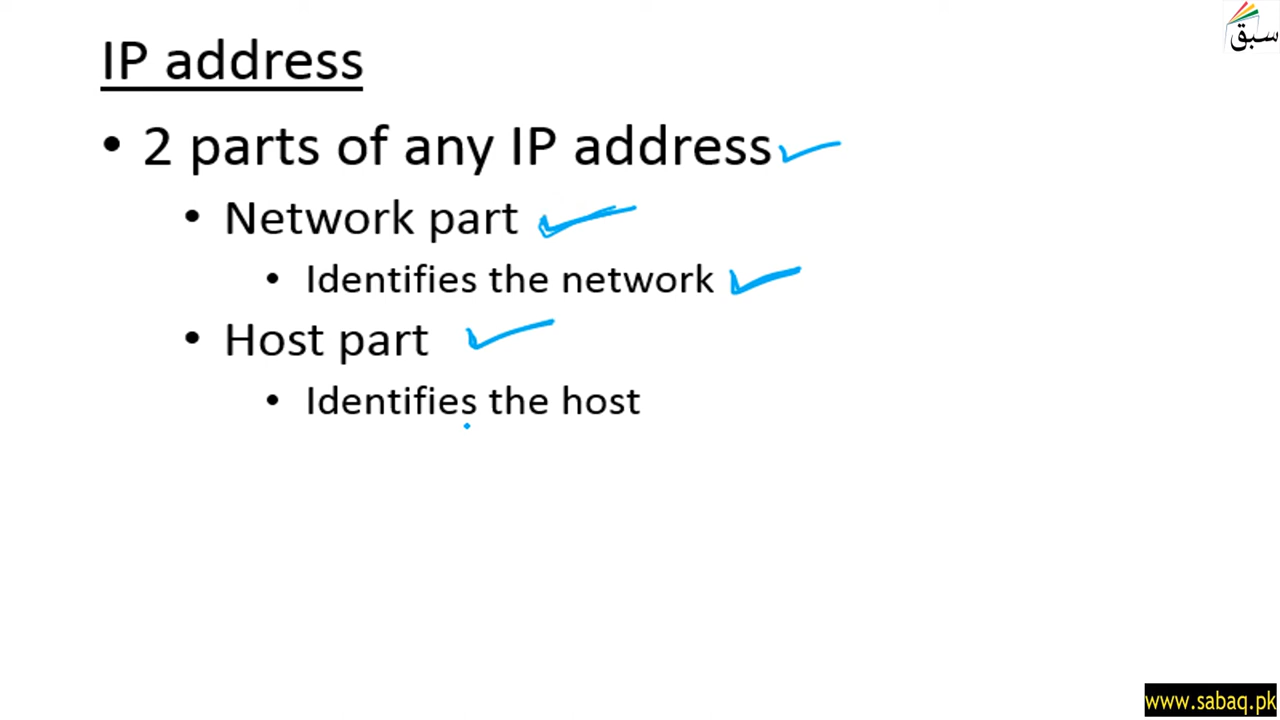 سبق
IP address
• 2 parts of any IP address
• Network part
• Identifies the network
• Host part
• Identifies the host
www.sabaq.pk